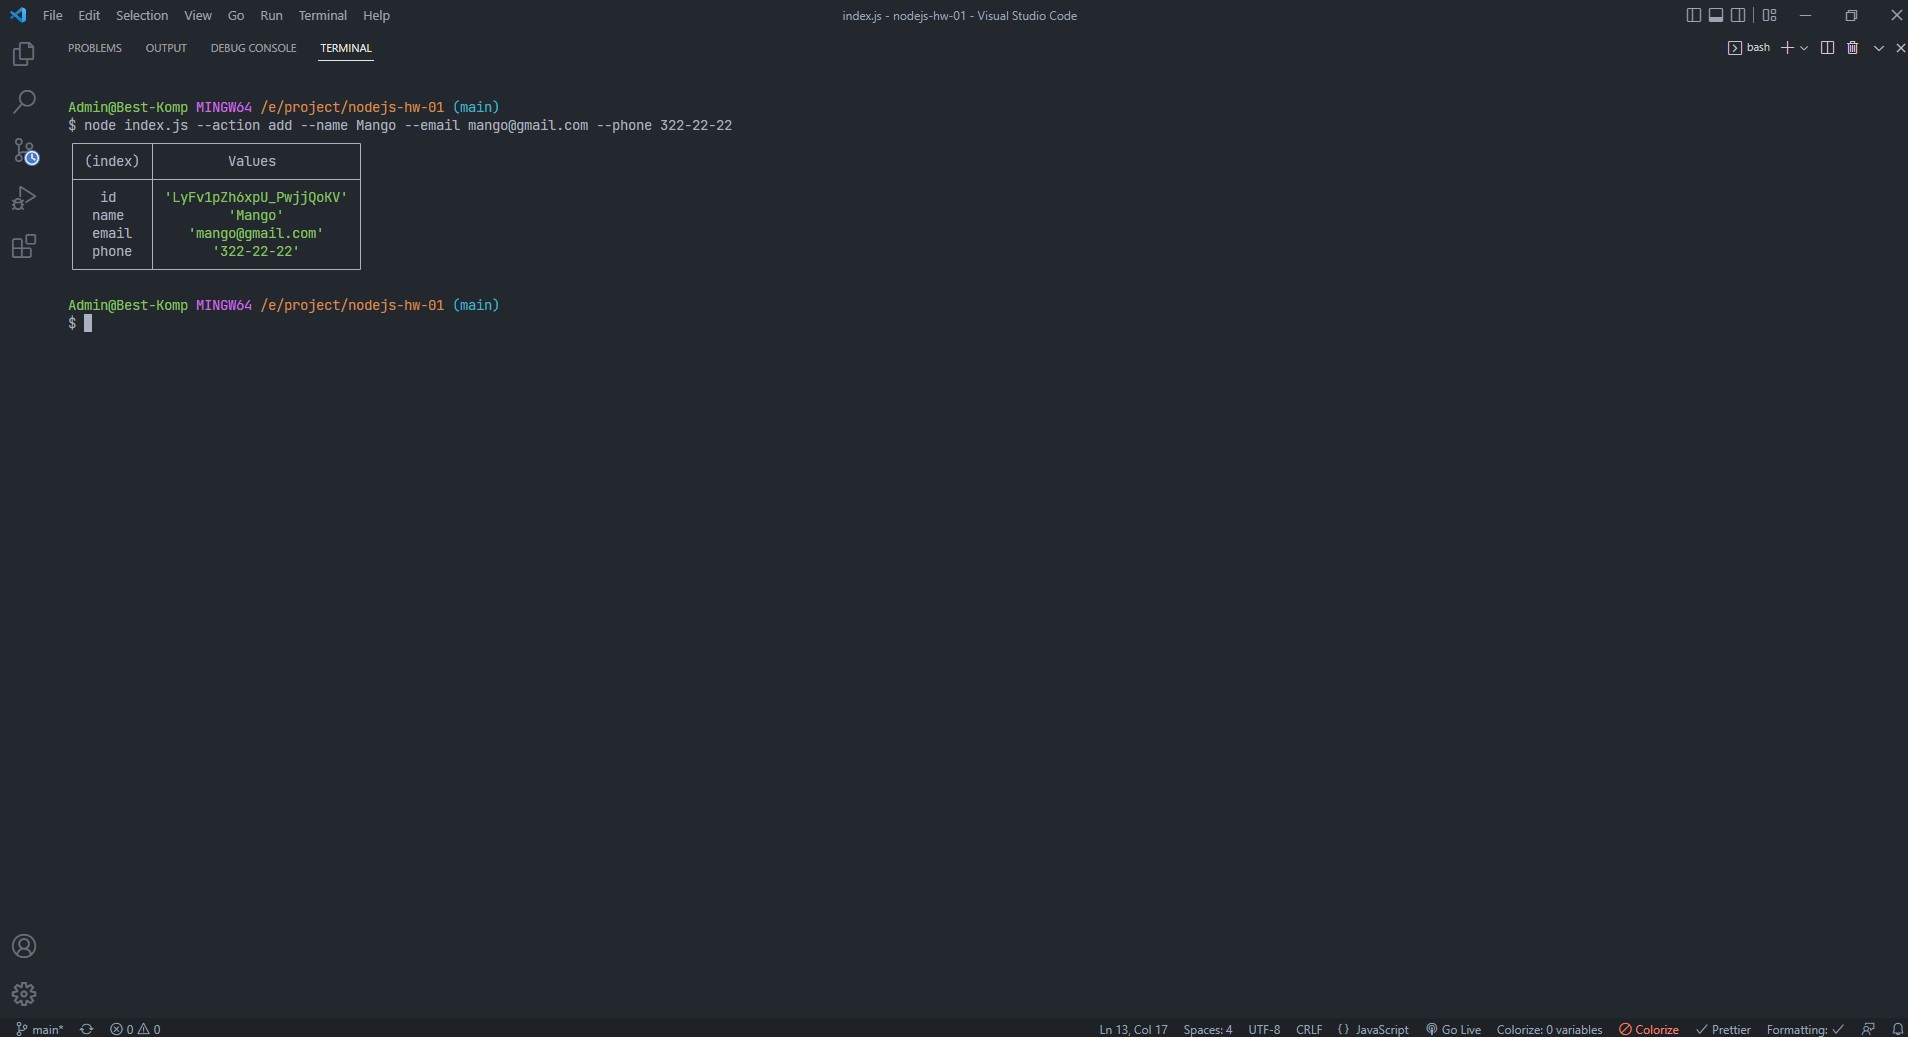 File Edit Selection View Go Run Terminal Help
index.js - nodejs-hw-01 - Visual Studio Code
PROBLEMS OUTPUT DEBUG CONSOLE TERMINAL
bash
Admin@Best-Komp MINGW64 /e/project/nodejs-hw-01 (main)
$ node index.js --action add --name Mango --email mango@gmail.com --phone 322-22-22
(index) Values
id 'LyFv1pZh6xpU_PwjjQoKV'
name 'Mango'
email 'mango@gmail.com'
phone '322-22-22'
Admin@Best-Komp MINGW64 /e/project/nodejs-hw-01 (main)
$
main* 0 0 Ln 13, Col 17 Spaces: 4 UTF-8 CRLF {} JavaScript Go Live Colorize: 0 variables Colorize Prettier Formatting: